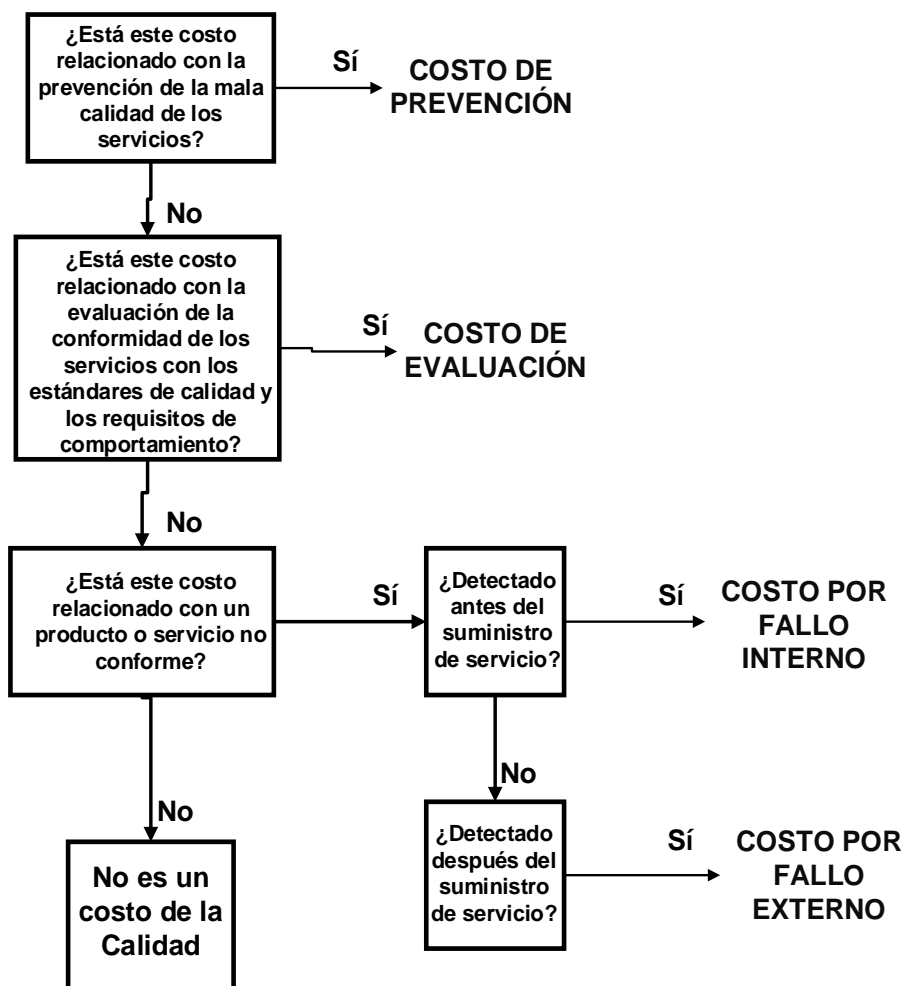 ¿Está este costo
relacionado con la
prevención de la mala
calidad de los
servicios?
Sí
COSTO DE
PREVENCIÓN
No
¿Está este costo
relacionado con la
evaluación de la
conformidad de los
servicios con los
estándares de calidad y
los requisitos de
comportamiento?
Sí
COSTO DE
EVALUACIÓN
No
¿Está este costo
relacionado con un
producto o servicio no
conforme?
Sí
¿Detectado
antes del
suministro
de servicio?
Sí
COSTO POR
FALLO
INTERNO
No
No
¿Detectado
después del
suministro
de servicio?
Sí
COSTO POR
FALLO
EXTERNO
No es un
costo de la
Calidad